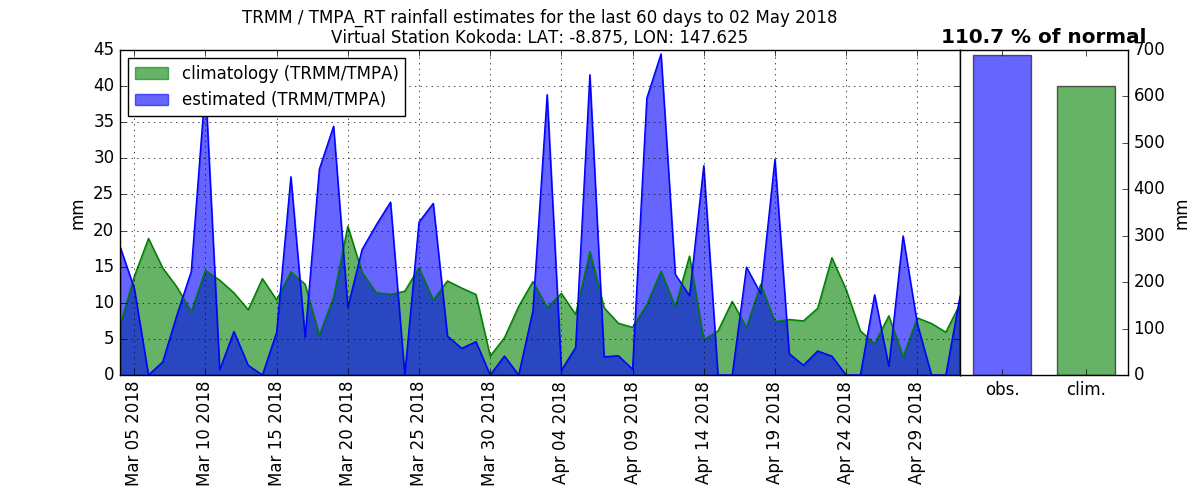 TRMM / TMPA_RT rainfall estimates for the last 60 days to 02 May 2018
Virtual Station Kokoda: LAT: -8.875, LON: 147.625
110.7 % of normal
climatology (TRMM/TMPA)
estimated (TRMM/TMPA)
45
40
35
30
25
20
15
10
5
0
mm
Mar 05 2018
Mar 10 2018
Mar 15 2018
Mar 20 2018
Mar 25 2018
Mar 30 2018
Apr 04 2018
Apr 09 2018
Apr 14 2018
Apr 19 2018
Apr 24 2018
Apr 29 2018
obs.
clim.
700
600
500
400
300
200
100
0
mm